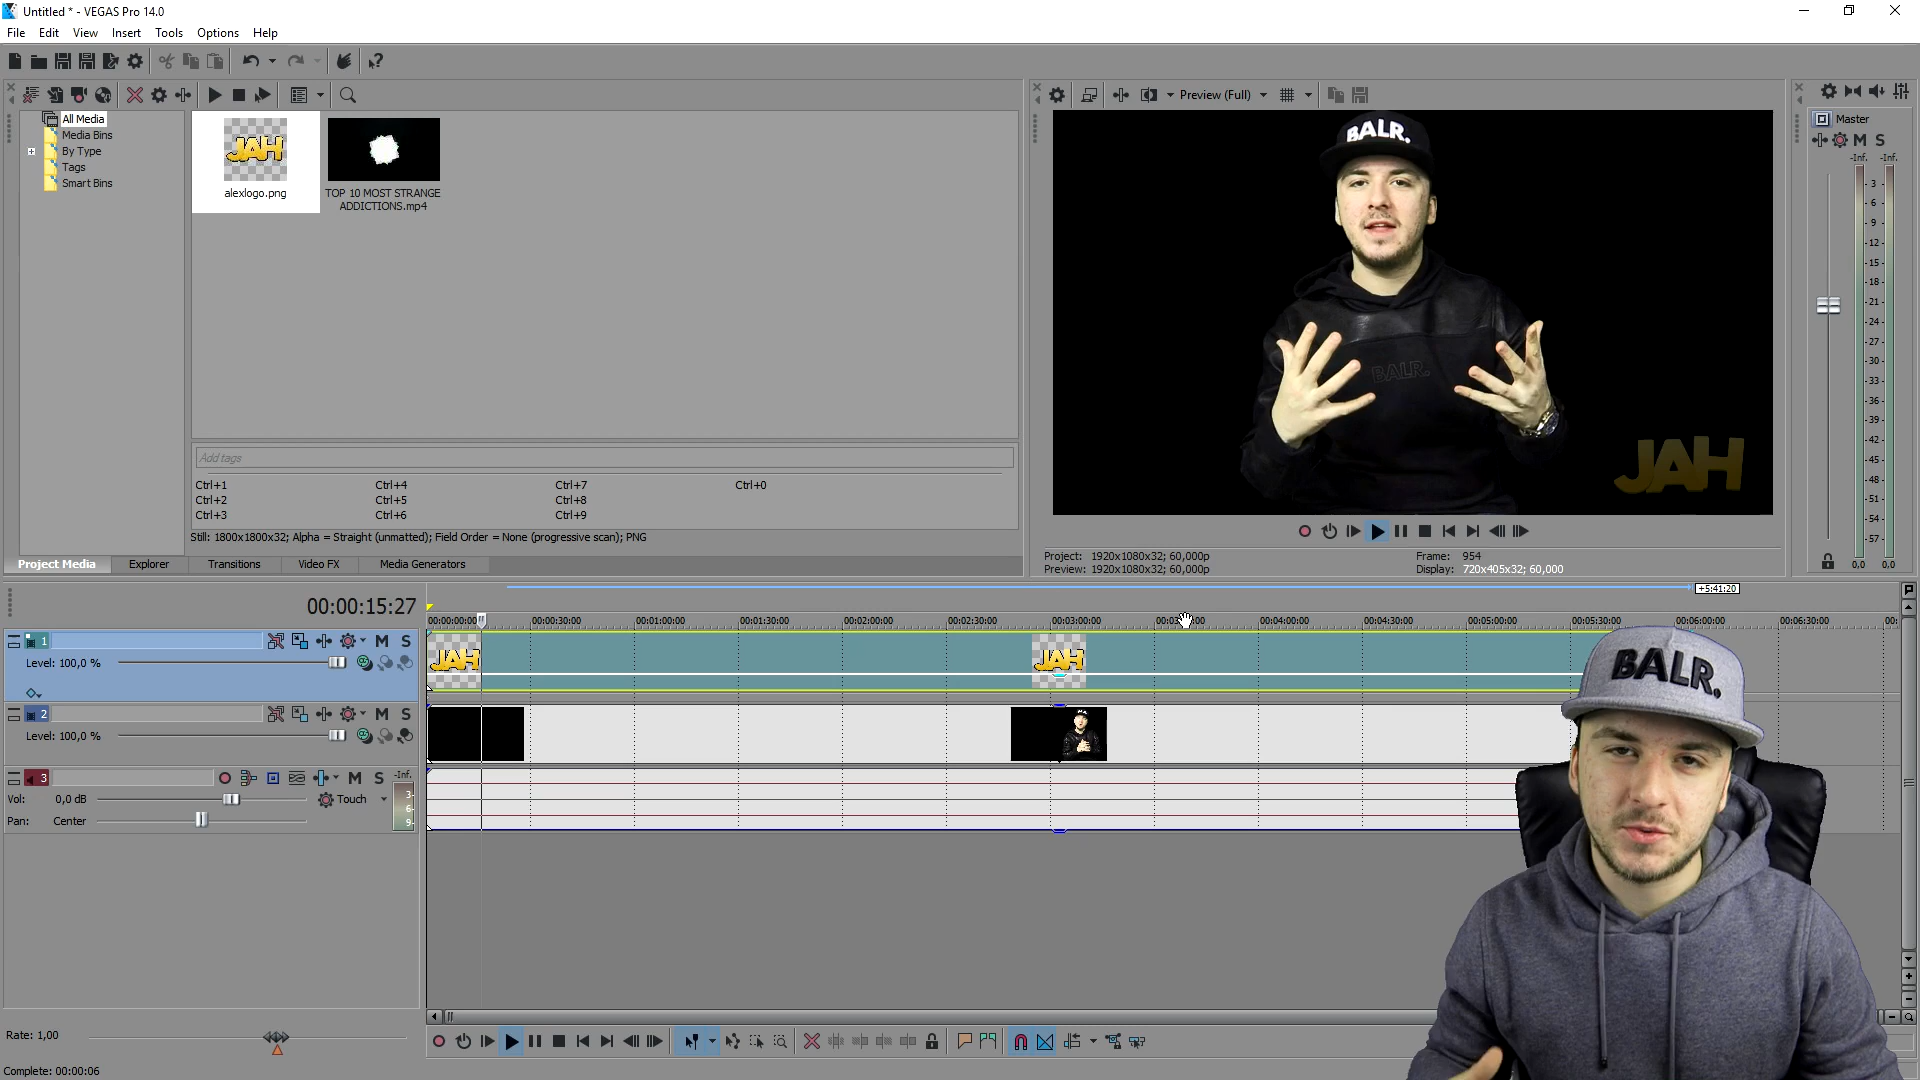 Untitled * - VEGAS Pro 14.0
File Edit View Insert Tools Options Help
Preview (Full)
All Media
Media Bins
By Type
Tags
Smart Bins
JAH
alexlogo.png
TOP 10 MOST STRANGE
ADDICTIONS.mp4
Add tags
Ctrl+1 Ctrl+4 Ctrl+7 Ctrl+0
Ctrl+2 Ctrl+5 Ctrl+8
Ctrl+3 Ctrl+6 Ctrl+9
Still: 1800x1800x32; Alpha = Straight (unmatted); Field Order = None (progressive scan); PNG
Project Media Explorer Transitions Video FX Media Generators
BALR.
BALR.
JAH
Project: 1920x1080x32; 60,000p
Preview: 1920x1080x32; 60,000p
Frame: 954
Display: 720x405x32; 60,000
Master
M S
-Inf. -Inf.
3
6
9
12
15
18
21
24
27
30
33
36
39
42
45
48
51
54
57
0,0 0,0
+5:41:20
00:00:15:27
00:00:00:00 00:00:30:00 00:01:00:00 00:01:30:00 00:02:00:00 00:02:30:00 00:03:00:00 00:04:00:00 00:04:30:00 00:05:00:00 00:05:30:00 00:06:00:00 00:06:30:00 00:
1 M S
Level: 100,0 %
JAH JAH
2 M S
Level: 100,0 %
3 M S -Inf.
Vol: 0,0 dB Touch
Pan: Center
3
6
9
BALR.
Rate: 1,00
Complete: 00:00:06